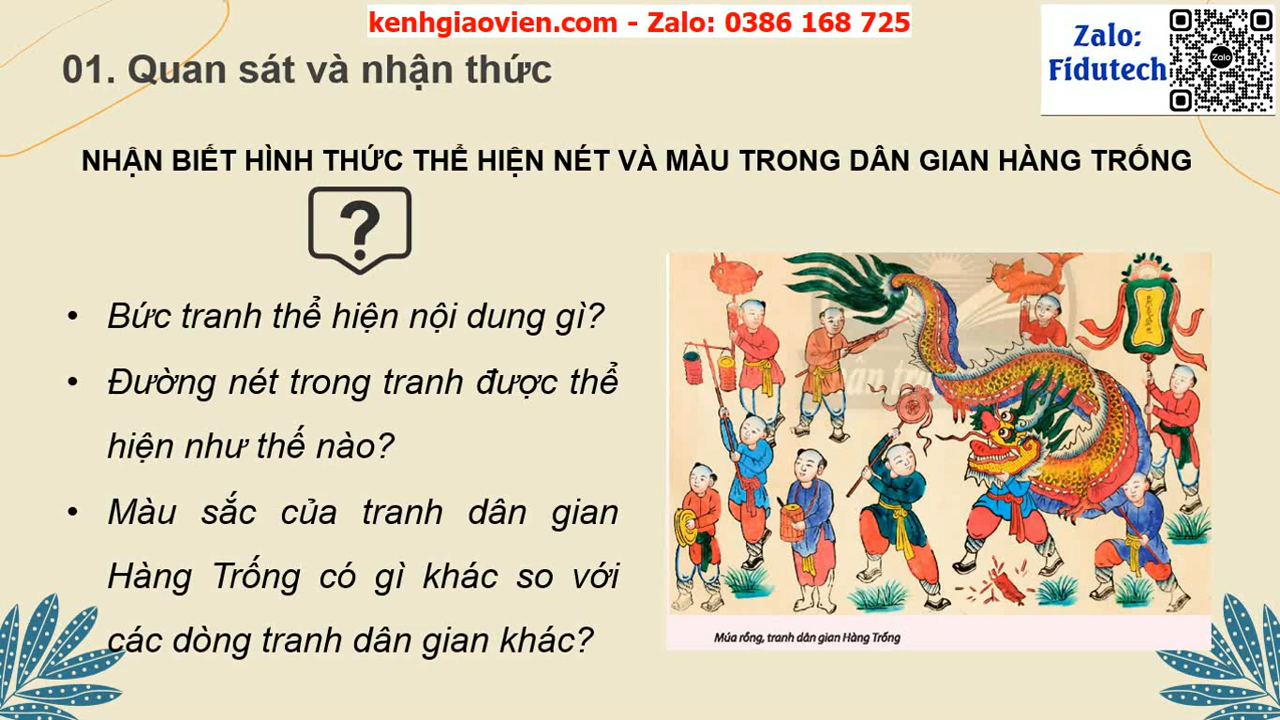 kenhgiaovien.com - Zalo: 0386 168 725
Zalo:
Fidutech
Zalo
01. Quan sát và nhận thức
NHẬN BIẾT HÌNH THỨC THỂ HIỆN NÉT VÀ MÀU TRONG DÂN GIAN HÀNG TRỐNG
?
• Bức tranh thể hiện nội dung gì?
• Đường nét trong tranh được thể
hiện như thế nào?
• Màu sắc của tranh dân gian
Hàng Trống có gì khác so với
các dòng tranh dân gian khác?
Múa rồng, tranh dân gian Hàng Trống